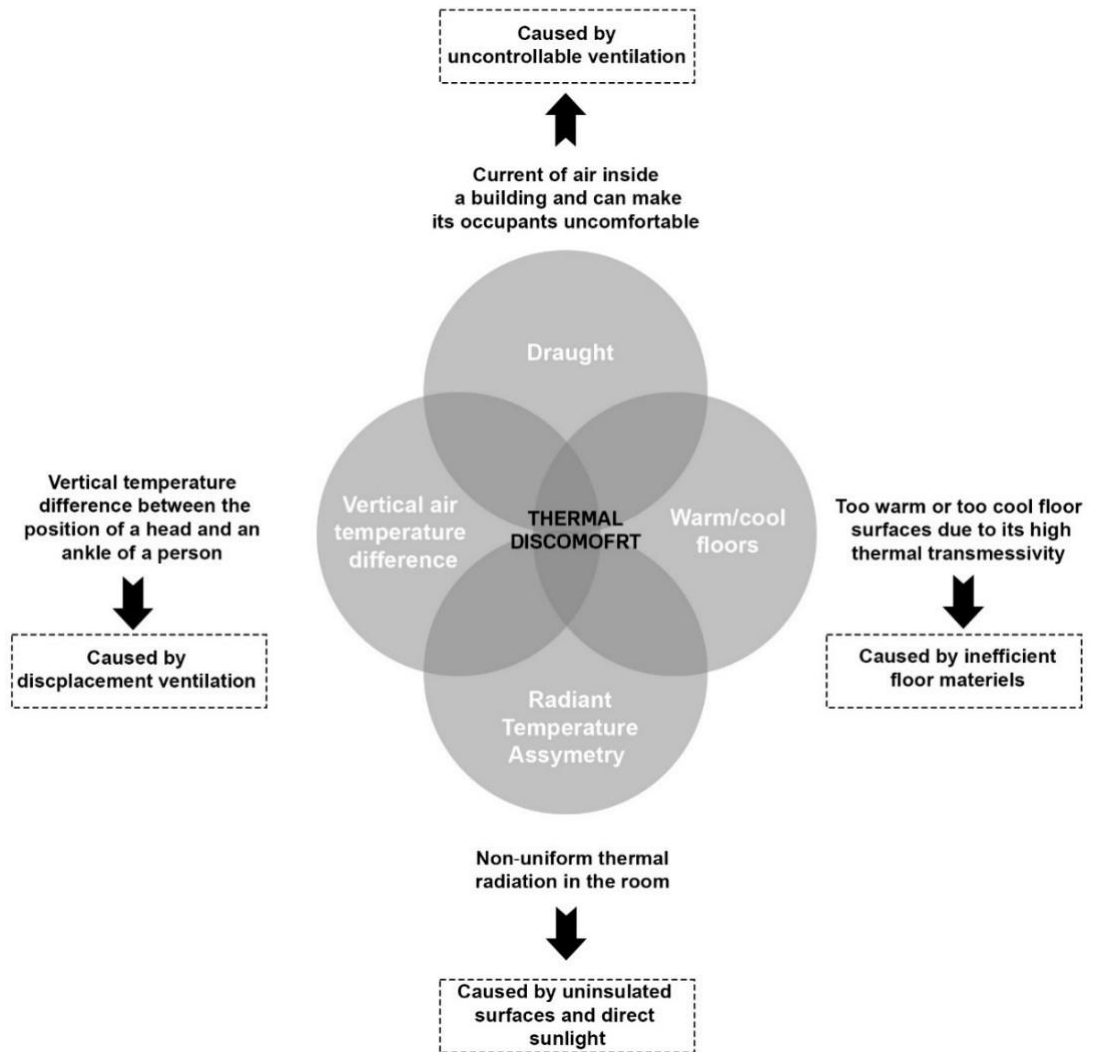 Caused by
uncontrollable ventilation
Current of air inside
a building and can make
its occupants uncomfortable
Draught
Vertical temperature
difference between the
position of a head and an
ankle of a person
Caused by
discplacement ventilation
Vertical air
temperature
difference
THERMAL
DISCOMOFRT
Warm/cool
floors
Too warm or too cool floor
surfaces due to its high
thermal transmessivity
Caused by inefficient
floor materiels
Radiant
Temperature
Assymetry
Non-uniform thermal
radiation in the room
Caused by uninsulated
surfaces and direct
sunlight